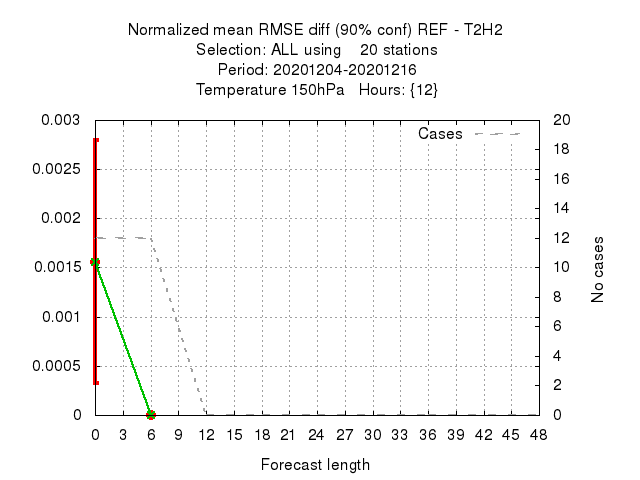 Normalized mean RMSE diff (90% conf) REF - T2H2
Selection: ALL using    20 stations
Period: 20201204-20201216
Temperature 150hPa   Hours: {12}
Cases
0.003
0.0025
0.002
0.0015
0.001
0.0005
0
20
18
16
14
12
10
8
6
4
2
0
No cases
0 3 6 9 12 15 18 21 24 27 30 33 36 39 42 45 48
Forecast length